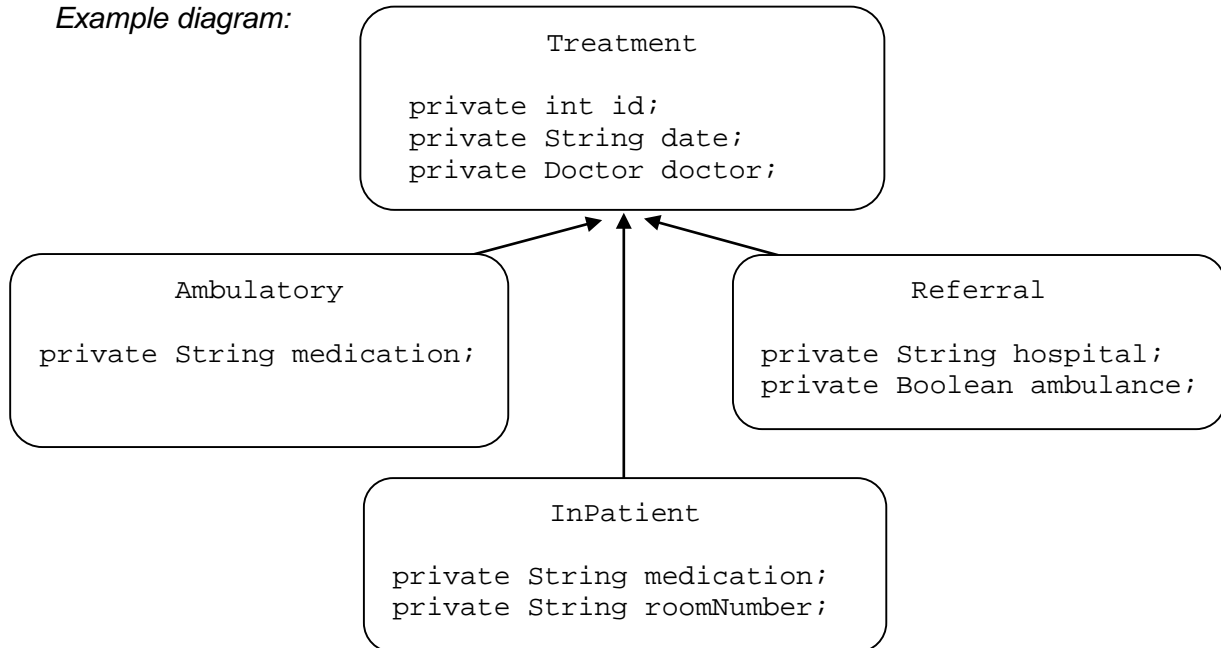 Example diagram:
Treatment
private int id;
private String date;
private Doctor doctor;
Ambulatory
private String medication;
Referral
private String hospital;
private Boolean ambulance;
InPatient
private String medication;
private String roomNumber;